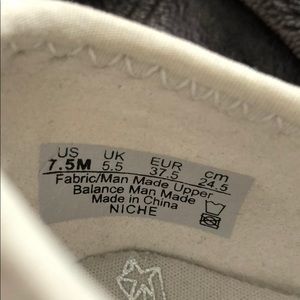 US UK EUR cm
7.5M 5.5 37.5 24.5
Fabric/Man Made Upper
Balance Man Made
Made in China
NICHE